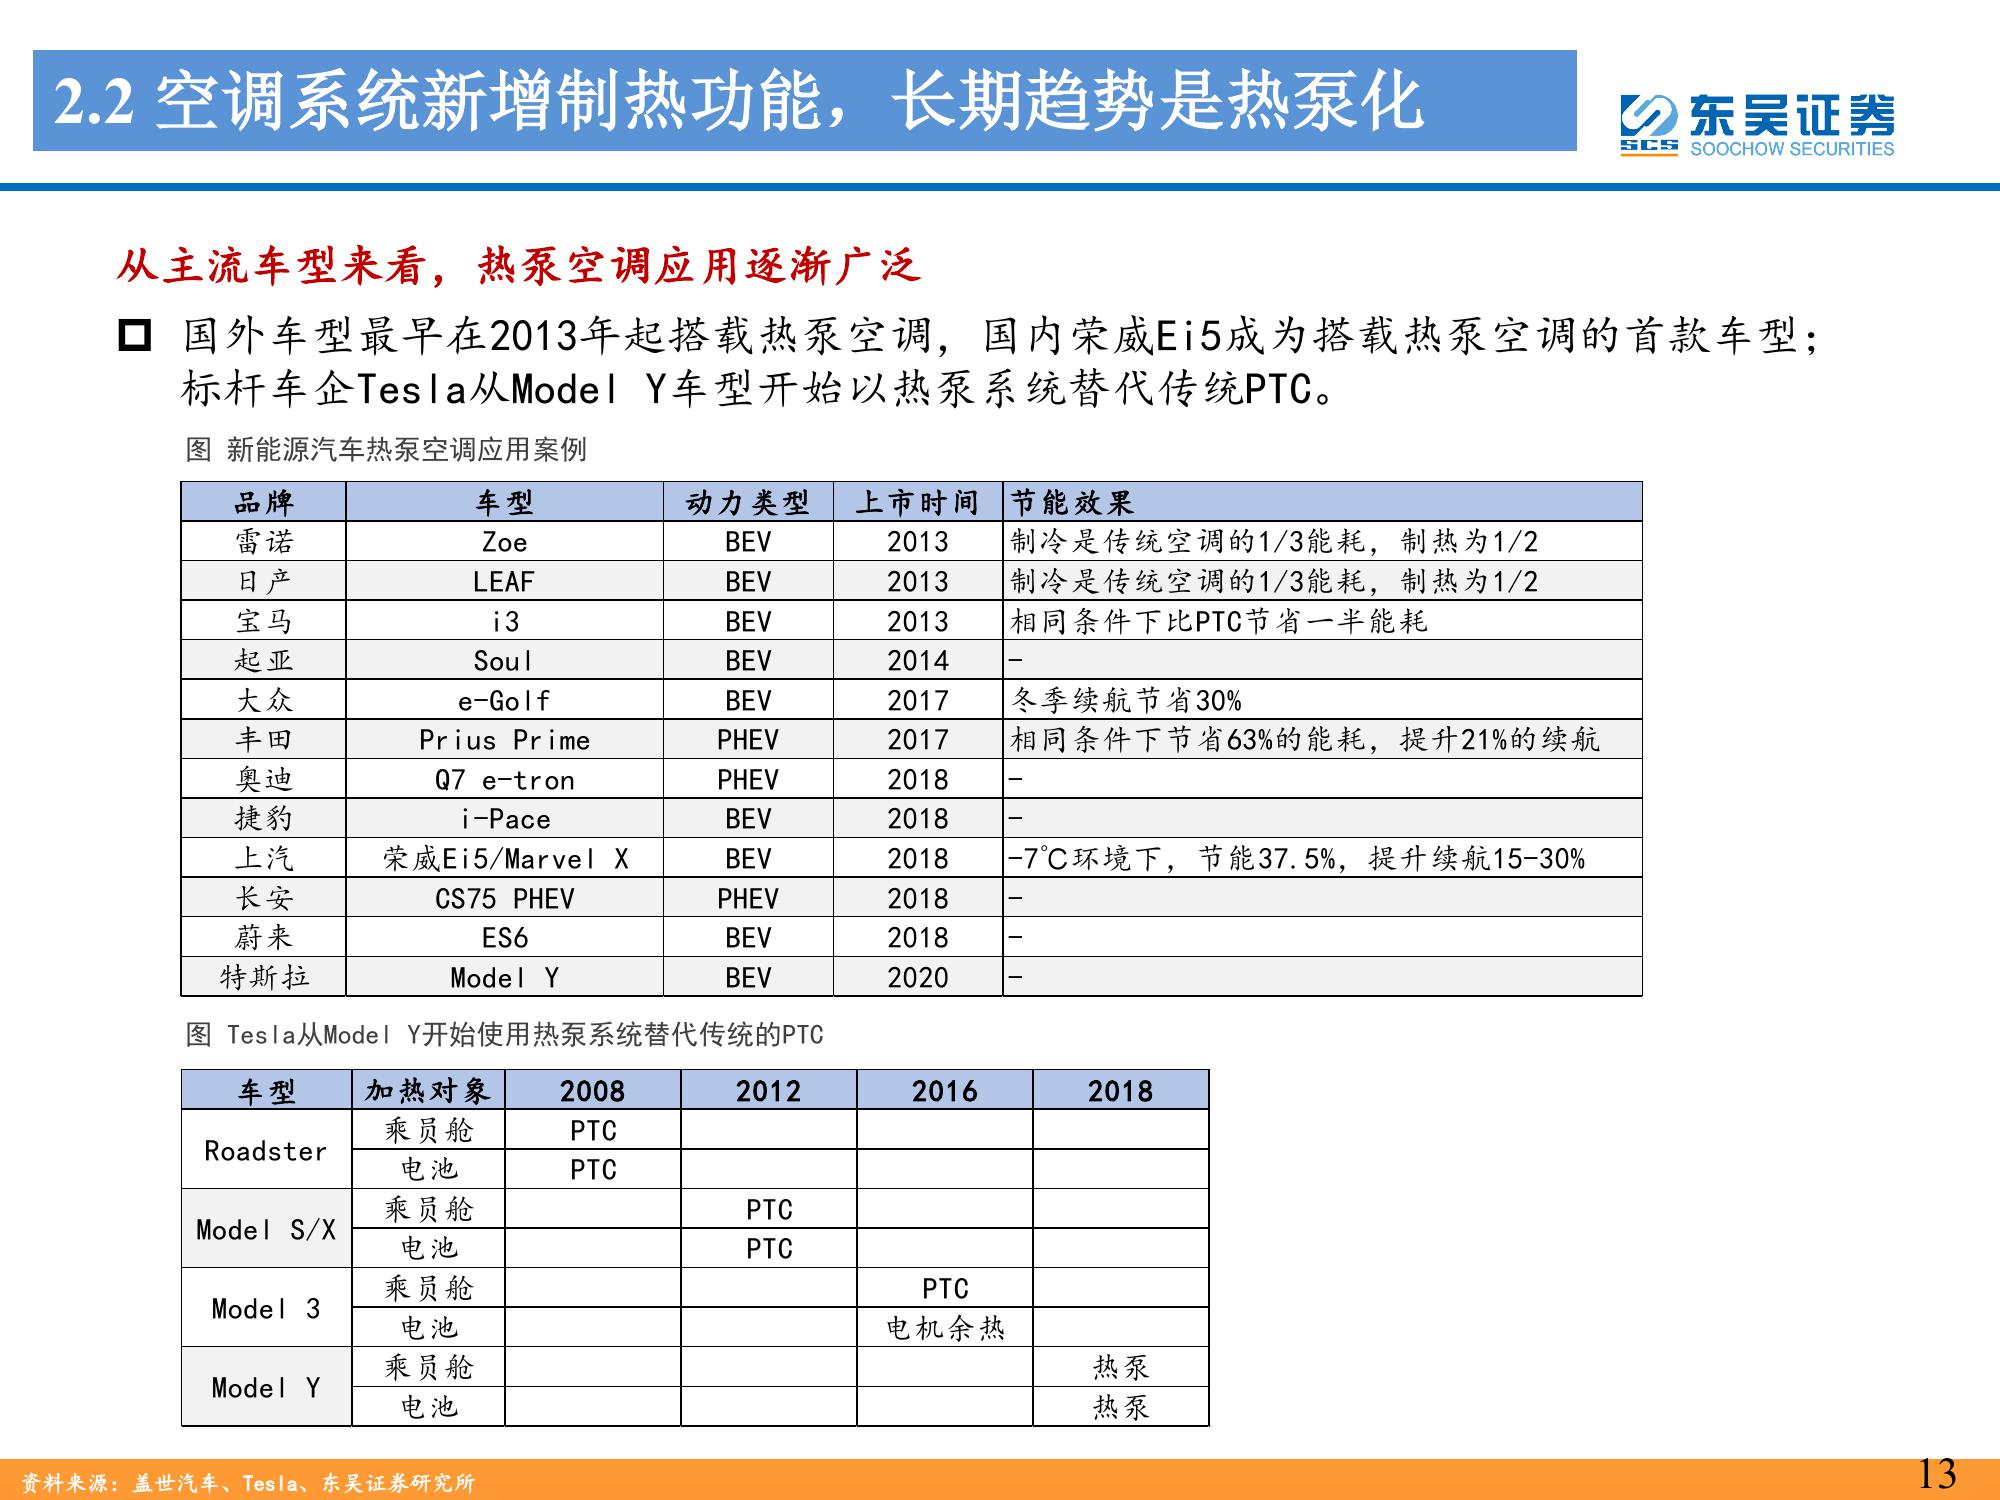 2.2 空调系统新增制热功能，长期趋势是热泵化
东吴证券
SCS
SOOCHOW SECURITIES
从主流车型来看，热泵空调应用逐渐广泛
国外车型最早在2013年起搭载热泵空调，国内荣威Ei5成为搭载热泵空调的首款车型；
标杆车企Tesla从Model Y车型开始以热泵系统替代传统PTC。
图 新能源汽车热泵空调应用案例
品牌 车型 动力类型 上市时间 节能效果
雷诺 Zoe BEV 2013 制冷是传统空调的1/3能耗，制热为1/2
日产 LEAF BEV 2013 制冷是传统空调的1/3能耗，制热为1/2
宝马 i3 BEV 2013 相同条件下比PTC节省一半能耗
起亚 Soul BEV 2014 -
大众 e-Golf BEV 2017 冬季续航节省30%
丰田 Prius Prime PHEV 2017 相同条件下节省63%的能耗，提升21%的续航
奥迪 Q7 e-tron PHEV 2018 -
捷豹 i-Pace BEV 2018 -
上汽 荣威Ei5/Marvel X BEV 2018 -7℃环境下，节能37.5%，提升续航15-30%
长安 CS75 PHEV PHEV 2018 -
蔚来 ES6 BEV 2018 -
特斯拉 Model Y BEV 2020 -
图 Tesla从Model Y开始使用热泵系统替代传统的PTC
车型 加热对象 2008 2012 2016 2018
Roadster 乘员舱 PTC
电池 PTC
Model S/X 乘员舱 PTC
电池 PTC
Model 3 乘员舱 PTC
电池 电机余热
Model Y 乘员舱 热泵
电池 热泵
资料来源：盖世汽车、Tesla、东吴证券研究所
13